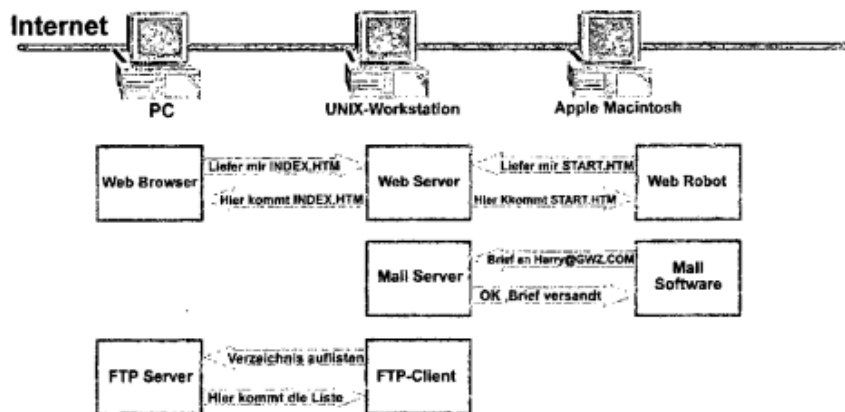 Internet
PC
UNIX-Workstation
Apple Macintosh
Web Browser
Liefer mir INDEX.HTM
Hier kommt INDEX.HTM
Web Server
Liefer mir START.HTM
Hier Kkommt START.HTM
Web Robot
Mail Server
Brief an Harry@GWZ.COM
OK ,Brief versandt
Mail
Software
FTP Server
Verzeichnis auflisten
Hier kommt die Liste
FTP-Client